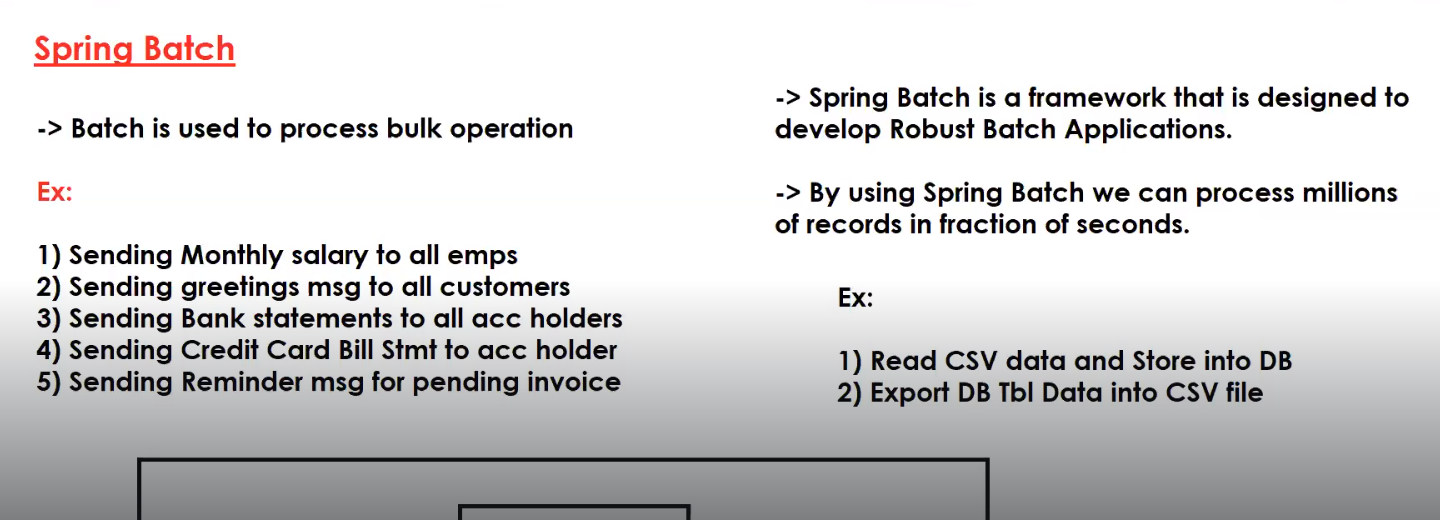 Spring Batch
-> Batch is used to process bulk operation
Ex:
1) Sending Monthly salary to all emps
2) Sending greetings msg to all customers
3) Sending Bank statements to all acc holders
4) Sending Credit Card Bill Stmt to acc holder
5) Sending Reminder msg for pending invoice
-> Spring Batch is a framework that is designed to
develop Robust Batch Applications.
-> By using Spring Batch we can process millions
of records in fraction of seconds.
Ex:
1) Read CSV data and Store into DB
2) Export DB Tbl Data into CSV file